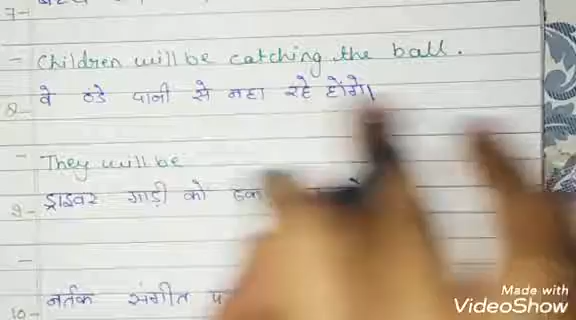 7-
- Children will be catching the ball.
8- वे ठंडे पानी से नहा रहे होंगे।
- They will be
9- ड्राइवर गाड़ी को
-
10- नर्तक संगीत
Made with
VideoShow